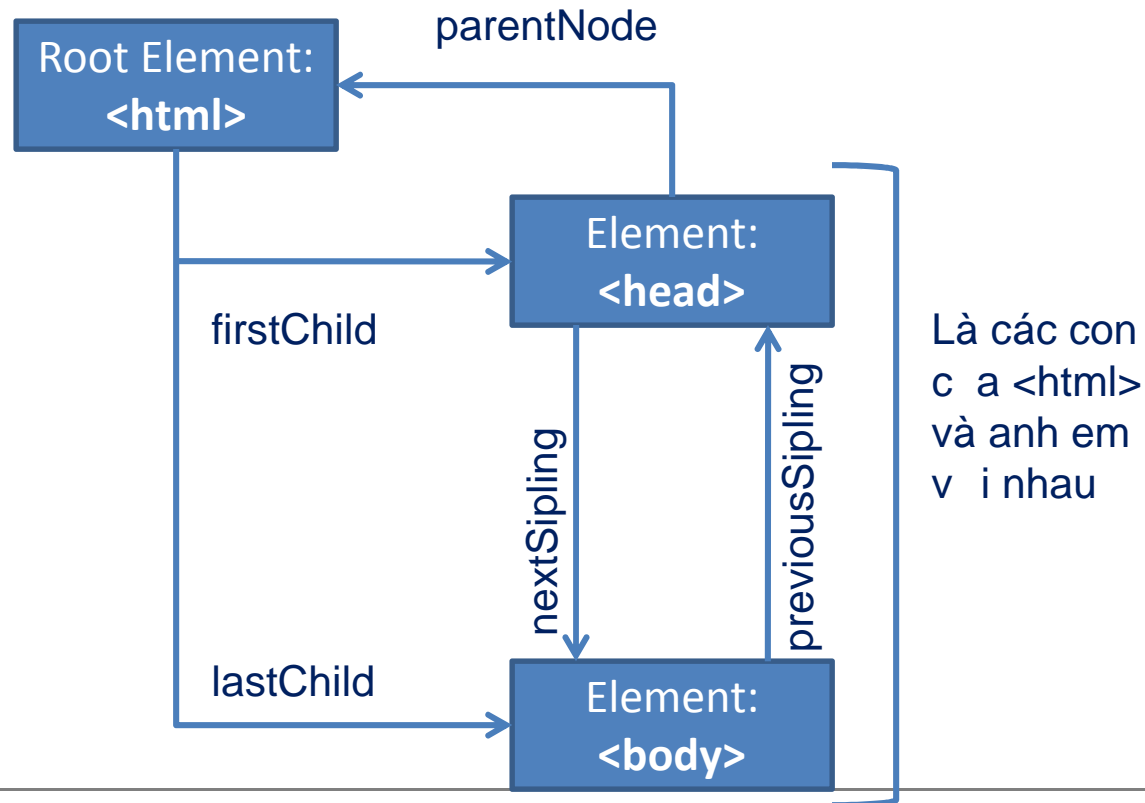 parentNode
Root Element:
<html>
Element:
<head>
firstChild
Là các con
c a <html>
và anh em
v i nhau
nextSipling
previousSipling
lastChild
Element:
<body>